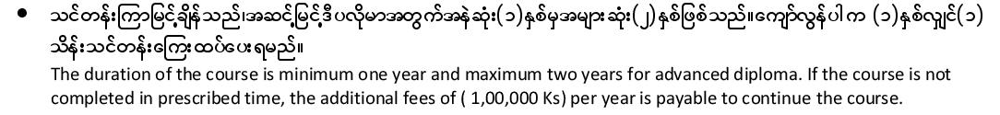 • သင်တန်းကြာမြင့်ချိန်သည်၊အဆင့်မြင့်ဒီပလိုမာအတွက်အနဲဆုံး(၁)နှစ်မှအများဆုံး(၂)နှစ်ဖြစ်သည်။ကျော်လွန်ပါက (၁)နှစ်လျှင်(၁)
သိန်းသင်တန်းကြေးထပ်ပေးရမည်။
The duration of the course is minimum one year and maximum two years for advanced diploma. If the course is not
completed in prescribed time, the additional fees of ( 1,00,000 Ks) per year is payable to continue the course.